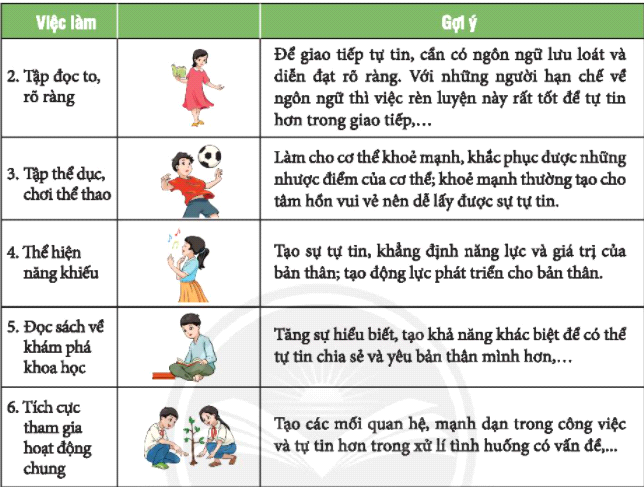 Việc làm
Gợi ý
2. Tập đọc to,
rõ ràng
Để giao tiếp tự tin, cần có ngôn ngữ lưu loát và
diễn đạt rõ ràng. Với những người hạn chế về
ngôn ngữ thì việc rèn luyện này rất tốt để tự tin
hơn trong giao tiếp,...
3. Tập thể dục,
chơi thể thao
Làm cho cơ thể khoẻ mạnh, khắc phục được những
nhược điểm của cơ thể; khoẻ mạnh thường tạo cho
tâm hồn vui vẻ nên dễ lấy được sự tự tin.
4. Thể hiện
năng khiếu
Tạo sự tự tin, khẳng định năng lực và giá trị của
bản thân; tạo động lực phát triển cho bản thân.
5. Đọc sách về
khám phá
khoa học
Tăng sự hiểu biết, tạo khả năng khác biệt để có thể
tự tin chia sẻ và yêu bản thân mình hơn,...
6. Tích cực
tham gia
hoạt động
chung
Tạo các mối quan hệ, mạnh dạn trong công việc
và tự tin hơn trong xử lí tình huống có vấn đề,...